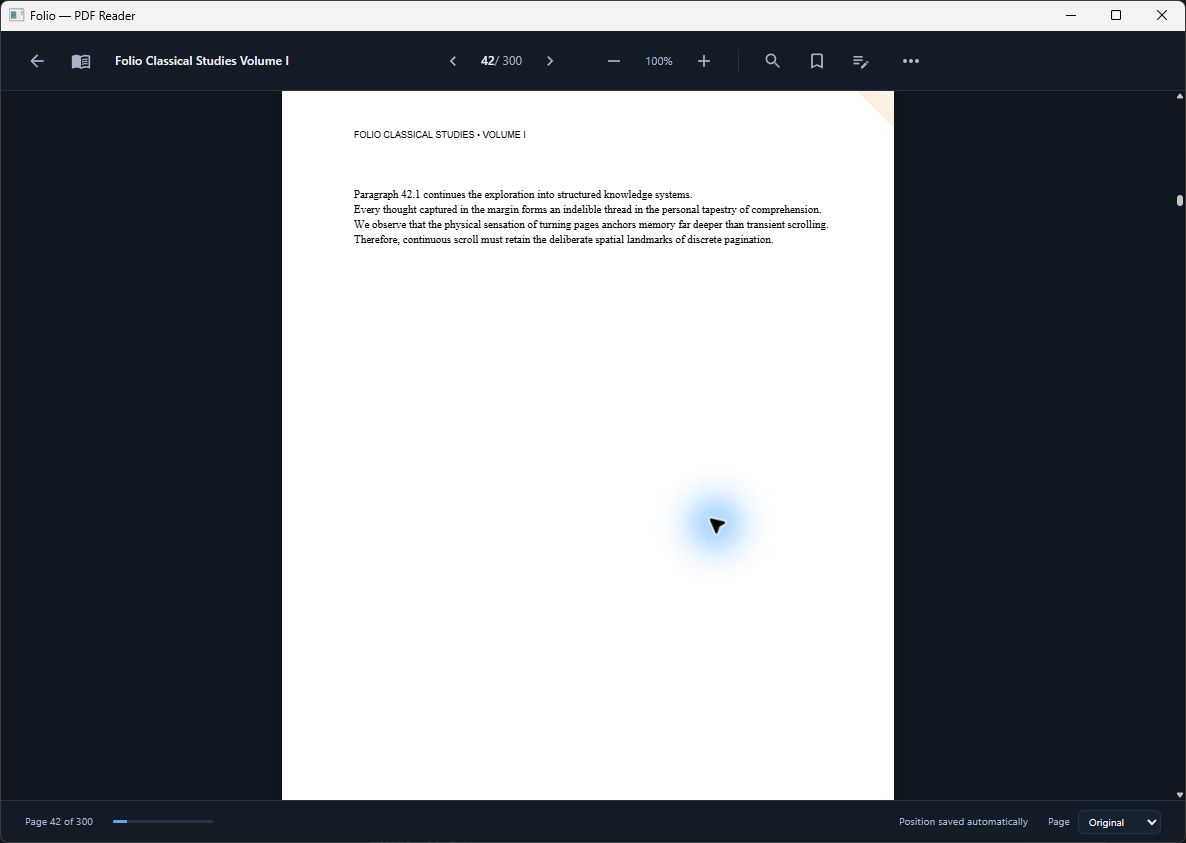 Folio — PDF Reader
Folio Classical Studies Volume I
42/ 300
100%
FOLIO CLASSICAL STUDIES • VOLUME I
Paragraph 42.1 continues the exploration into structured knowledge systems.
Every thought captured in the margin forms an indelible thread in the personal tapestry of comprehension.
We observe that the physical sensation of turning pages anchors memory far deeper than transient scrolling.
Therefore, continuous scroll must retain the deliberate spatial landmarks of discrete pagination.
Page 42 of 300
Position saved automatically
Page
Original